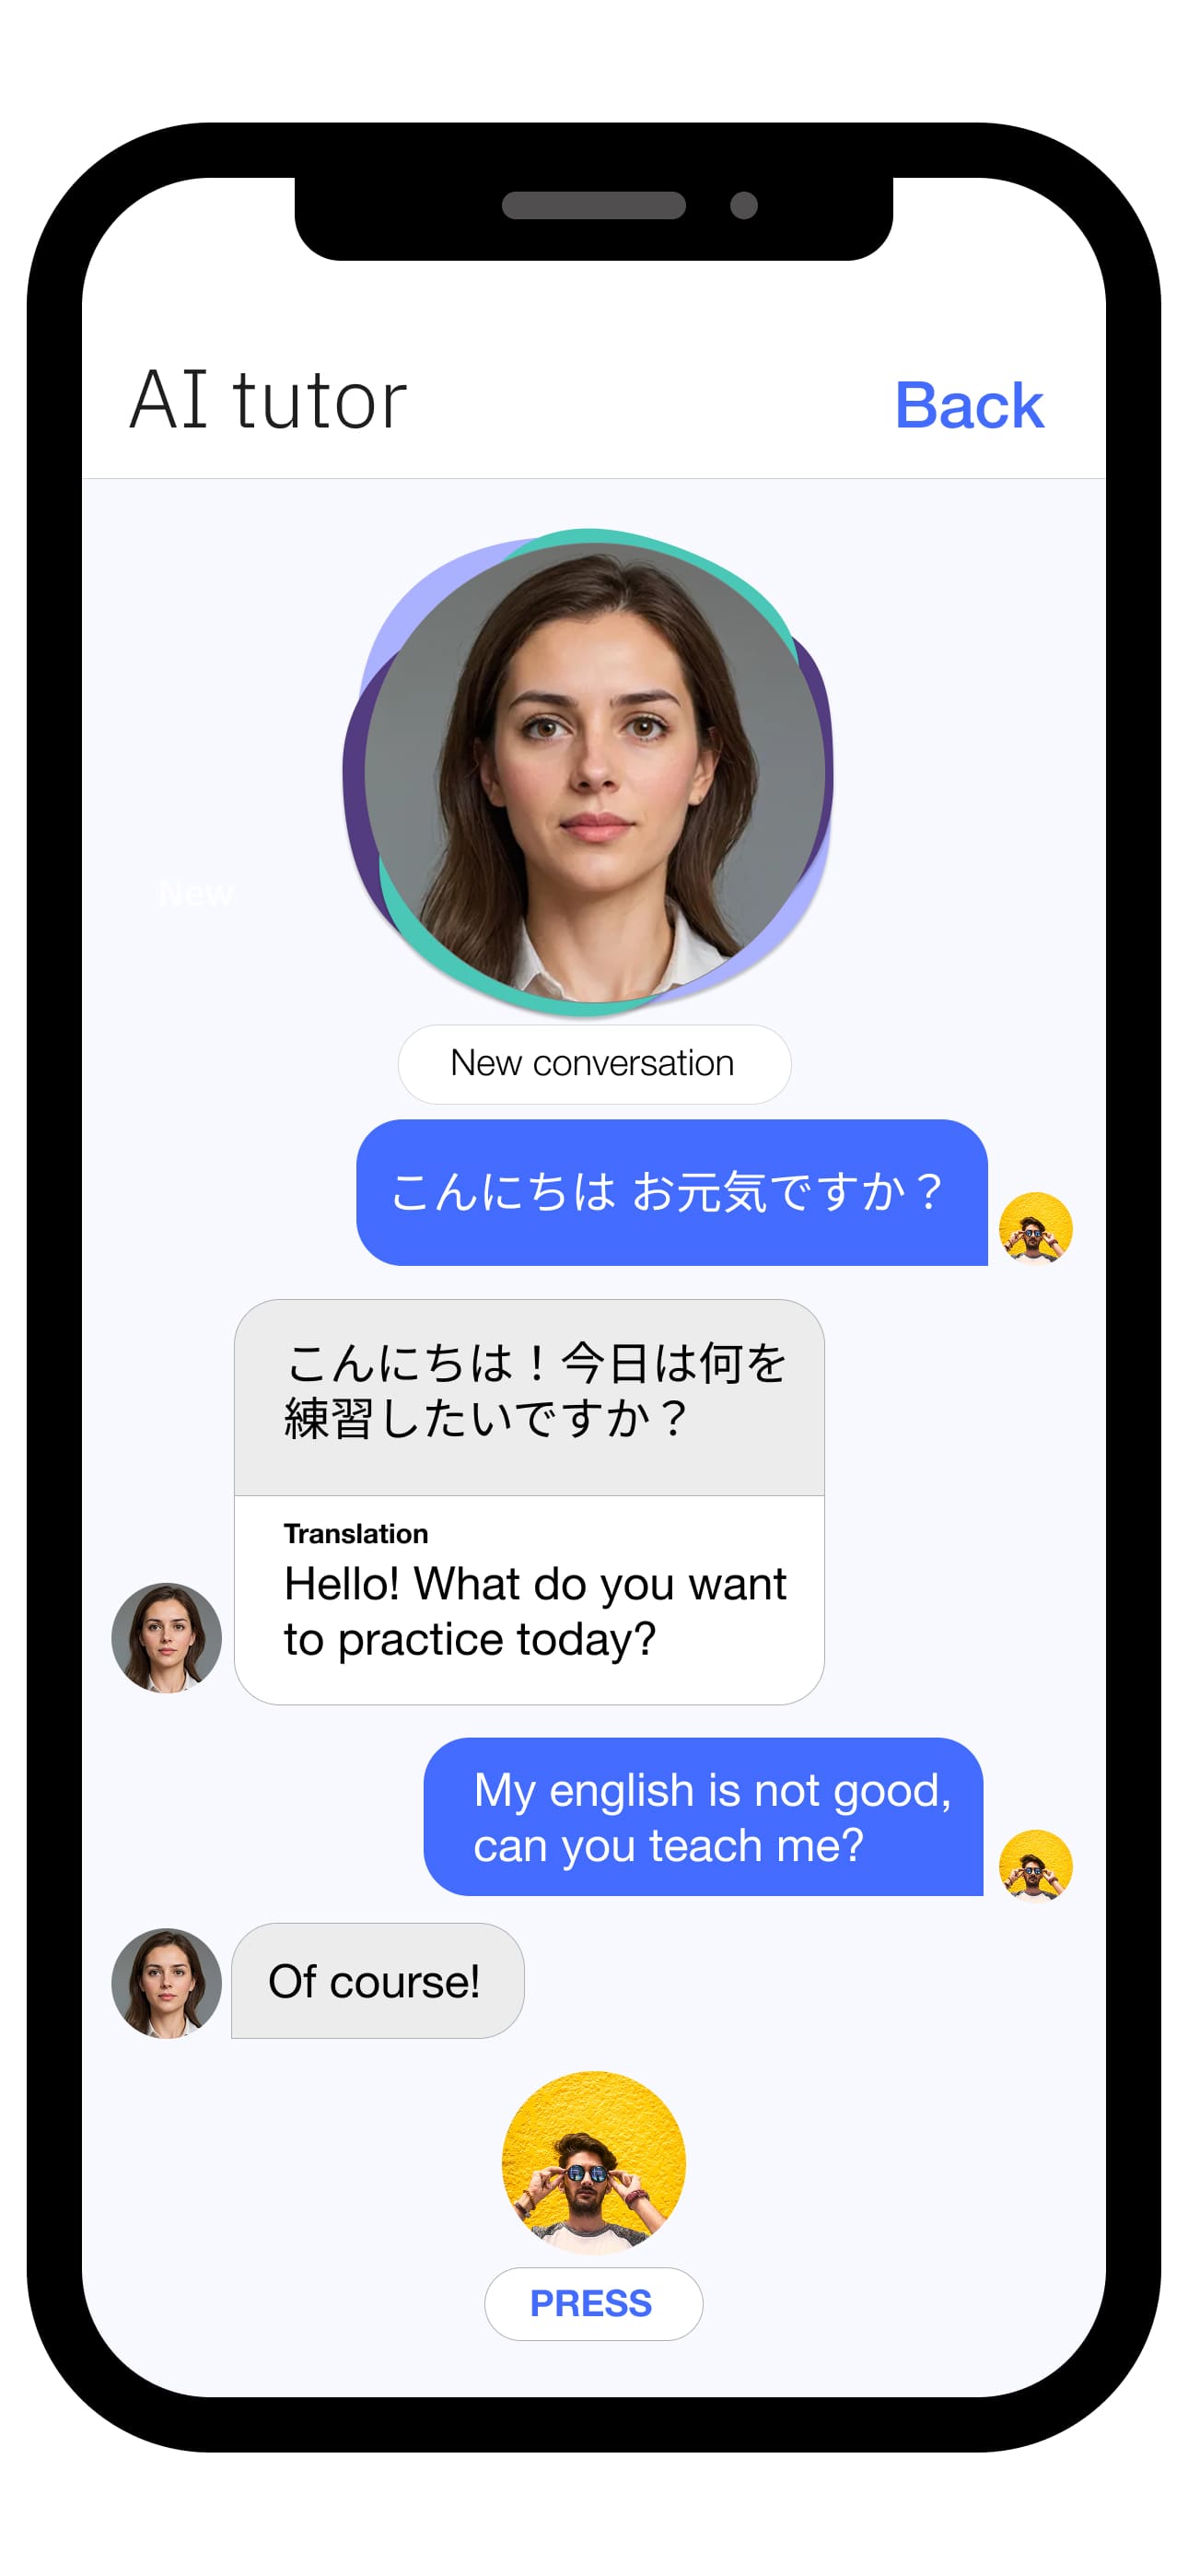 AI tutor
Back
New
New conversation
こんにちは お元気ですか？
こんにちは！今日は何を
練習したいですか？
Translation
Hello! What do you want
to practice today?
My english is not good,
can you teach me?
Of course!
PRESS